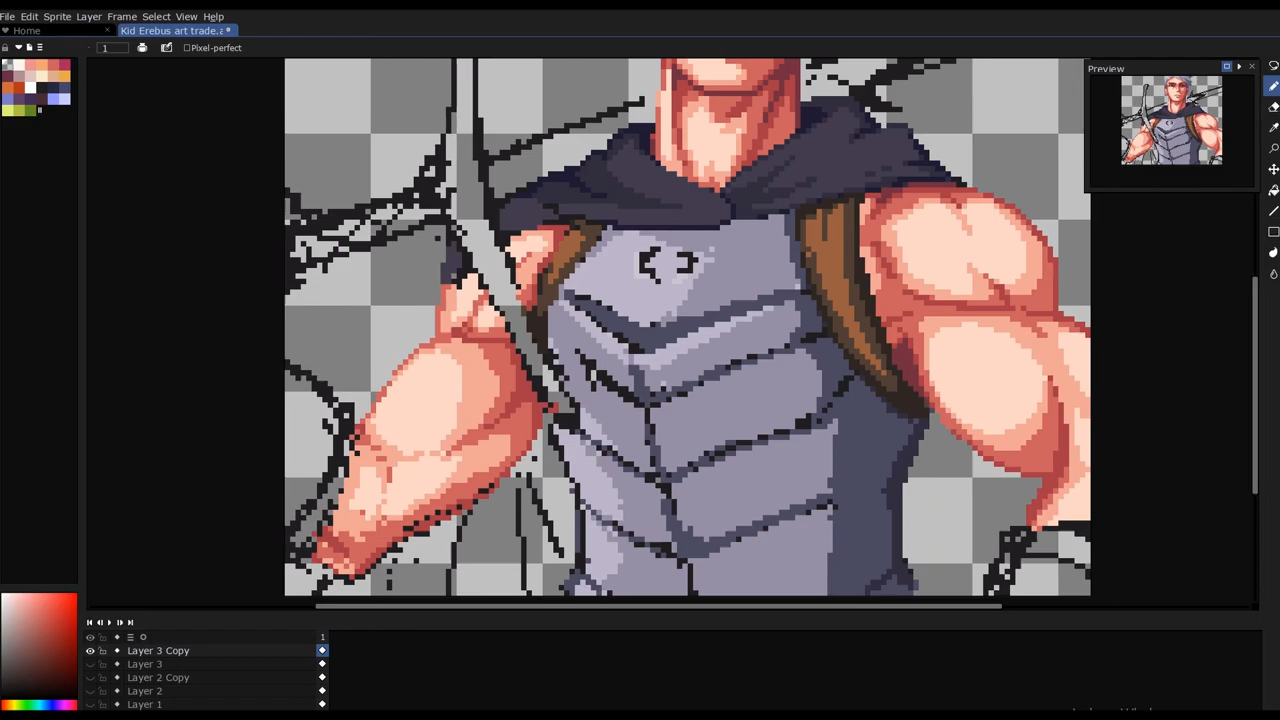 File Edit Sprite Layer Frame Select View Help
Home
Kid Erebus art trade.a
1
Pixel-perfect
Preview
1
Layer 3 Copy
Layer 3
Layer 2 Copy
Layer 2
Layer 1